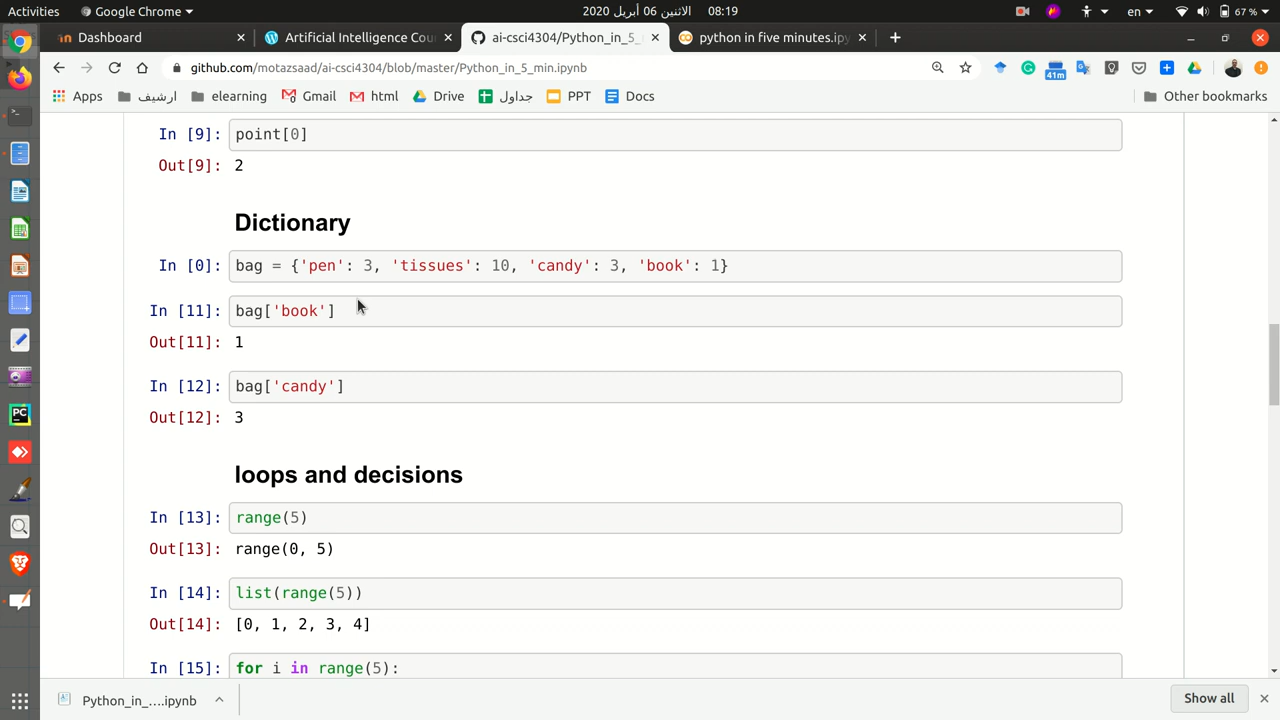 Activities
Google Chrome
الاثنين 06 أبريل 2020 08:19
en
67 %
Dashboard
Artificial Intelligence Cou
ai-csci4304/Python_in_5_
python in five minutes.ipy
github.com/motazsaad/ai-csci4304/blob/master/Python_in_5_min.ipynb
41m
Apps
ارشيف
elearning
Gmail
html
Drive
جداول
PPT
Docs
Other bookmarks
In [9]: point[0]
Out[9]: 2
Dictionary
In [0]: bag = {'pen': 3, 'tissues': 10, 'candy': 3, 'book': 1}
In [11]: bag['book']
Out[11]: 1
In [12]: bag['candy']
Out[12]: 3
loops and decisions
In [13]: range(5)
Out[13]: range(0, 5)
In [14]: list(range(5))
Out[14]: [0, 1, 2, 3, 4]
In [15]: for i in range(5):
PC
Python_in_....ipynb
Show all